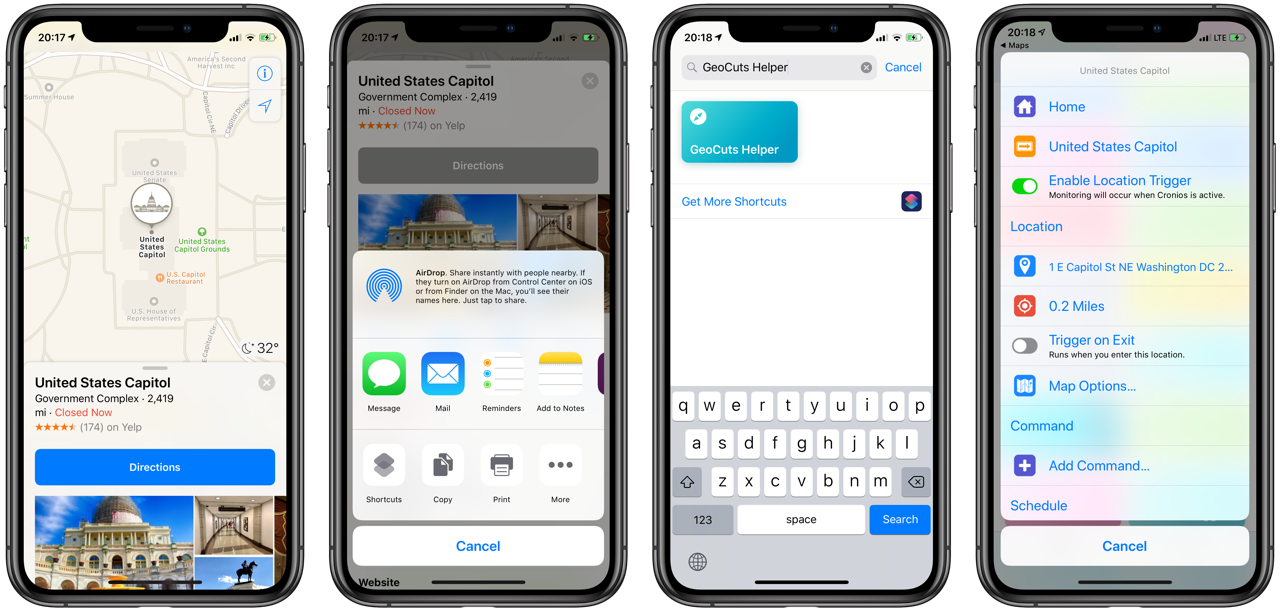 20:17
America's Second
Harvest Inc
Summer House
Capitol Cir NE
Capitol Driv
United States
Senate
United
States
Capitol
United States
Capitol Grounds
nt
l
U.S. Capitol
Restaurant
U.S. House of
Representatives
E Capitol Cir
32°
United States Capitol
Government Complex · 2,419
mi · Closed Now
(174) on Yelp
Directions
20:17
United States Capitol
Government Complex · 2,419
mi · Closed Now
(174) on Yelp
Directions
AirDrop. Share instantly with people nearby. If
they turn on AirDrop from Control Center on iOS
or from Finder on the Mac, you'll see their
names here. Just tap to share.
Message
Mail
Reminders
Add to Notes
Shortcuts
Copy
Print
More
Cancel
Website
20:18
GeoCuts Helper
Cancel
GeoCuts Helper
Get More Shortcuts
q w e r t y u i o p
a s d f g h j k l
z x c v b n m
123
space
Search
20:18
LTE
Maps
United States Capitol
Home
United States Capitol
Enable Location Trigger
Monitoring will occur when Cronios is active.
Location
1 E Capitol St NE Washington DC 2...
0.2 Miles
Trigger on Exit
Runs when you enter this location.
Map Options...
Command
Add Command...
Schedule
Cancel